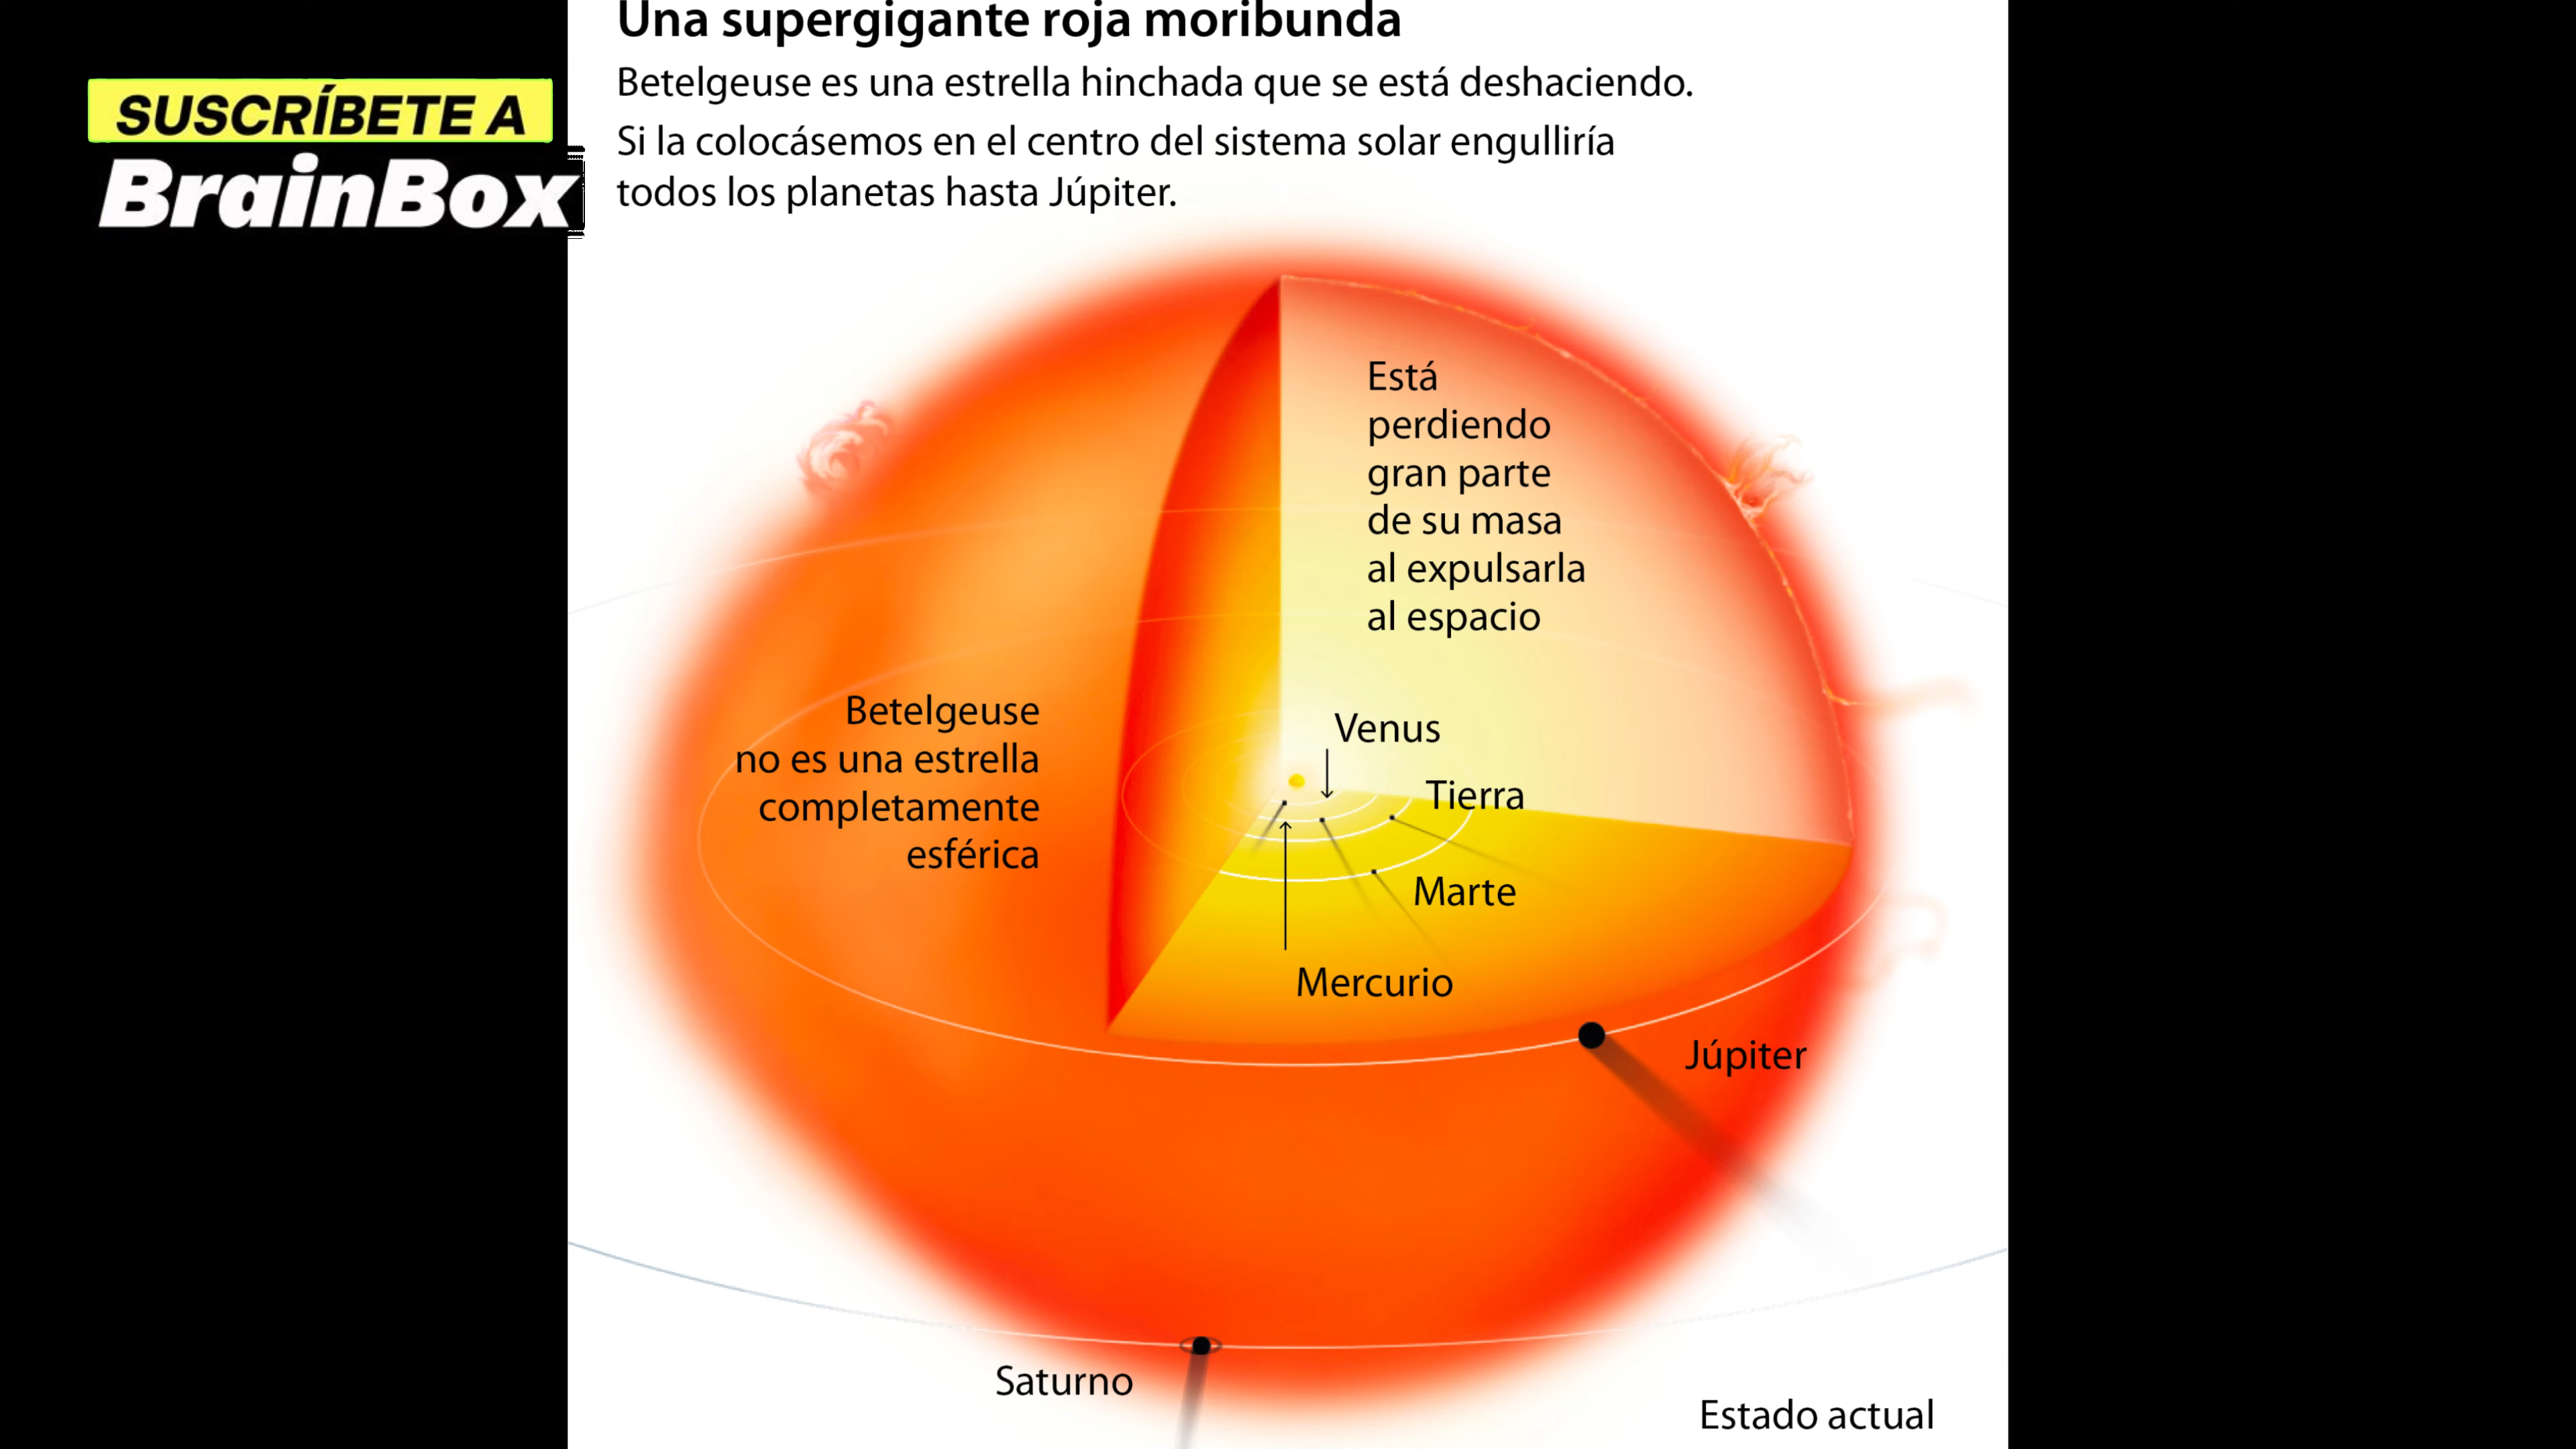 SUSCRÍBETE A
BrainBox
Una supergigante roja moribunda
Betelgeuse es una estrella hinchada que se está deshaciendo.
Si la colocásemos en el centro del sistema solar engulliría
todos los planetas hasta Júpiter.
Está
perdiendo
gran parte
de su masa
al expulsarla
al espacio
Betelgeuse
no es una estrella
completamente
esférica
Venus
Tierra
Marte
Mercurio
Júpiter
Saturno
Estado actual